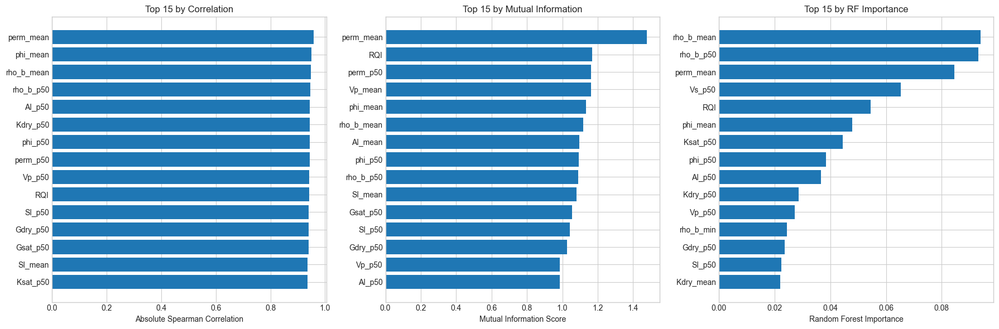 Top 15 by Correlation
perm_mean
phi_mean
rho_b_mean
rho_b_p50
AI_p50
Kdry_p50
phi_p50
perm_p50
Vp_p50
RQI
SI_p50
Gdry_p50
Gsat_p50
SI_mean
Ksat_p50
0.0 0.2 0.4 0.6 0.8 1.0
Absolute Spearman Correlation
Top 15 by Mutual Information
perm_mean
RQI
perm_p50
Vp_mean
phi_mean
rho_b_mean
AI_mean
phi_p50
rho_b_p50
SI_mean
Gsat_p50
SI_p50
Gdry_p50
Vp_p50
AI_p50
0.0 0.2 0.4 0.6 0.8 1.0 1.2 1.4
Mutual Information Score
Top 15 by RF Importance
rho_b_mean
rho_b_p50
perm_mean
Vs_p50
RQI
phi_mean
Ksat_p50
phi_p50
AI_p50
Kdry_p50
Vp_p50
rho_b_min
Gdry_p50
SI_p50
Kdry_mean
0.00 0.02 0.04 0.06 0.08
Random Forest Importance